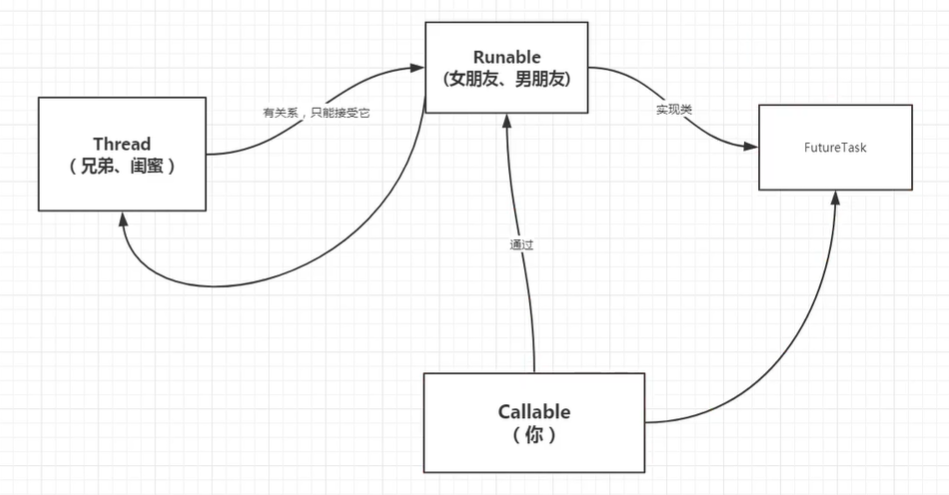 Runable
(女朋友、男朋友)
有关系，只能接受它
实现类
Thread
（兄弟、闺蜜）
FutureTask
通过
Callable
（你）